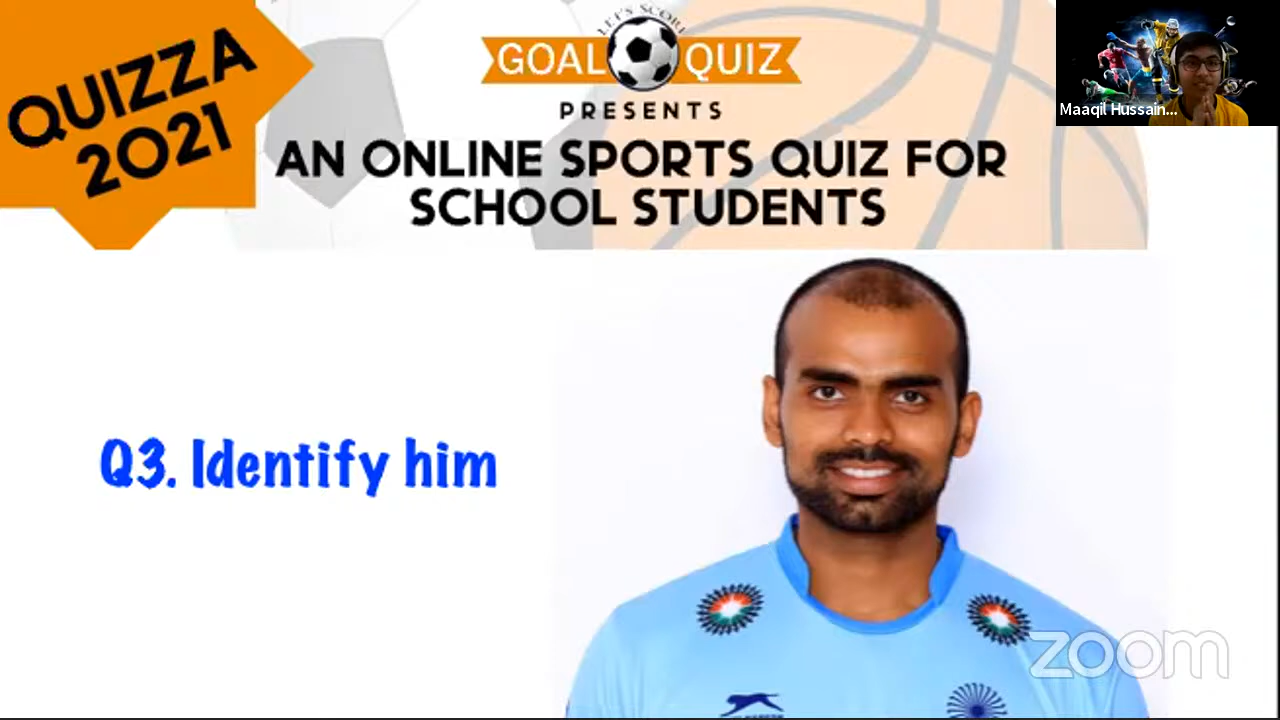 QUIZZA
2021
LET'S SCORE
GOAL QUIZ
PRESENTS
AN ONLINE SPORTS QUIZ FOR
SCHOOL STUDENTS
Maaqil Hussain...
Q3. Identify him
zoom